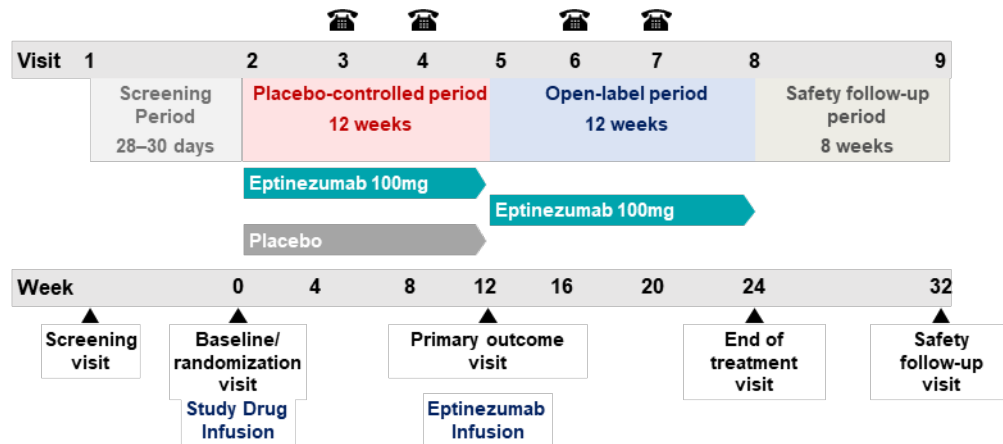 Visit 1 2 3 4 5 6 7 8 9
Screening
Period
28–30 days
Placebo-controlled period
12 weeks
Open-label period
12 weeks
Safety follow-up
period
8 weeks
Eptinezumab 100mg
Eptinezumab 100mg
Placebo
Week 0 4 8 12 16 20 24 32
Screening
visit
Baseline/
randomization
visit
Study Drug
Infusion
Primary outcome
visit
Eptinezumab
Infusion
End of
treatment
visit
Safety
follow-up
visit